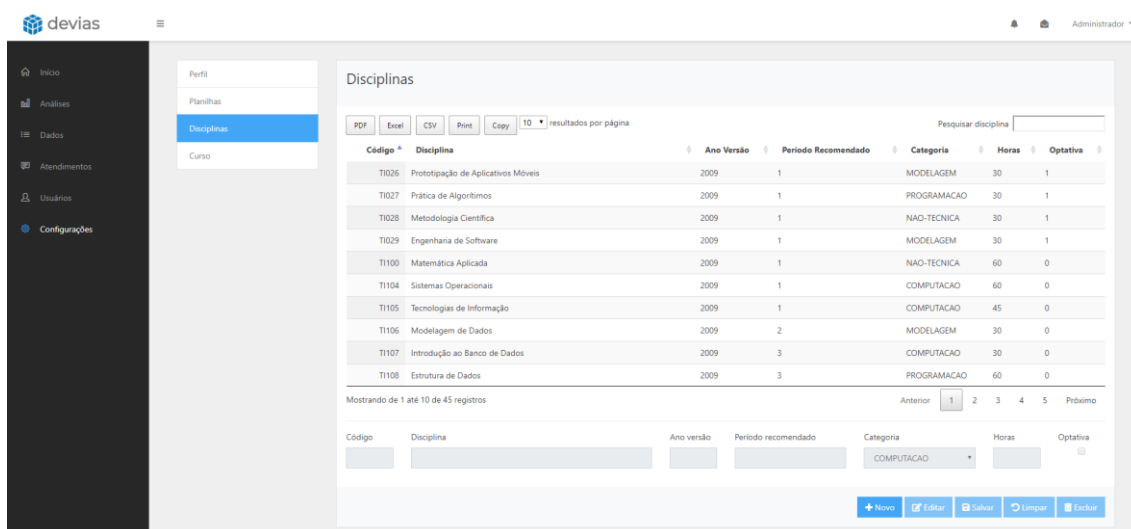 devias
Administrador
Início
Análises
Dados
Atendimentos
Usuários
Configurações
Perfil
Planilhas
Disciplinas
Curso
Disciplinas
PDF Excel CSV Print Copy 10 resultados por página Pesquisar disciplina
Código Disciplina Ano Versão Período Recomendado Categoria Horas Optativa
TI026 Prototipação de Aplicativos Móveis 2009 1 MODELAGEM 30 1
TI027 Prática de Algorítimos 2009 1 PROGRAMACAO 30 1
TI028 Metodologia Científica 2009 1 NAO-TECNICA 30 1
TI029 Engenharia de Software 2009 1 MODELAGEM 30 1
TI100 Matemática Aplicada 2009 1 NAO-TECNICA 60 0
TI104 Sistemas Operacionais 2009 1 COMPUTACAO 60 0
TI105 Tecnologias de Informação 2009 1 COMPUTACAO 45 0
TI106 Modelagem de Dados 2009 2 MODELAGEM 30 0
TI107 Introdução ao Banco de Dados 2009 3 COMPUTACAO 30 0
TI108 Estrutura de Dados 2009 3 PROGRAMACAO 60 0
Mostrando de 1 até 10 de 45 registros Anterior 1 2 3 4 5 Próximo
Código Disciplina Ano versão Período recomendado Categoria Horas Optativa
COMPUTACAO
Novo Editar Salvar Limpar Excluir